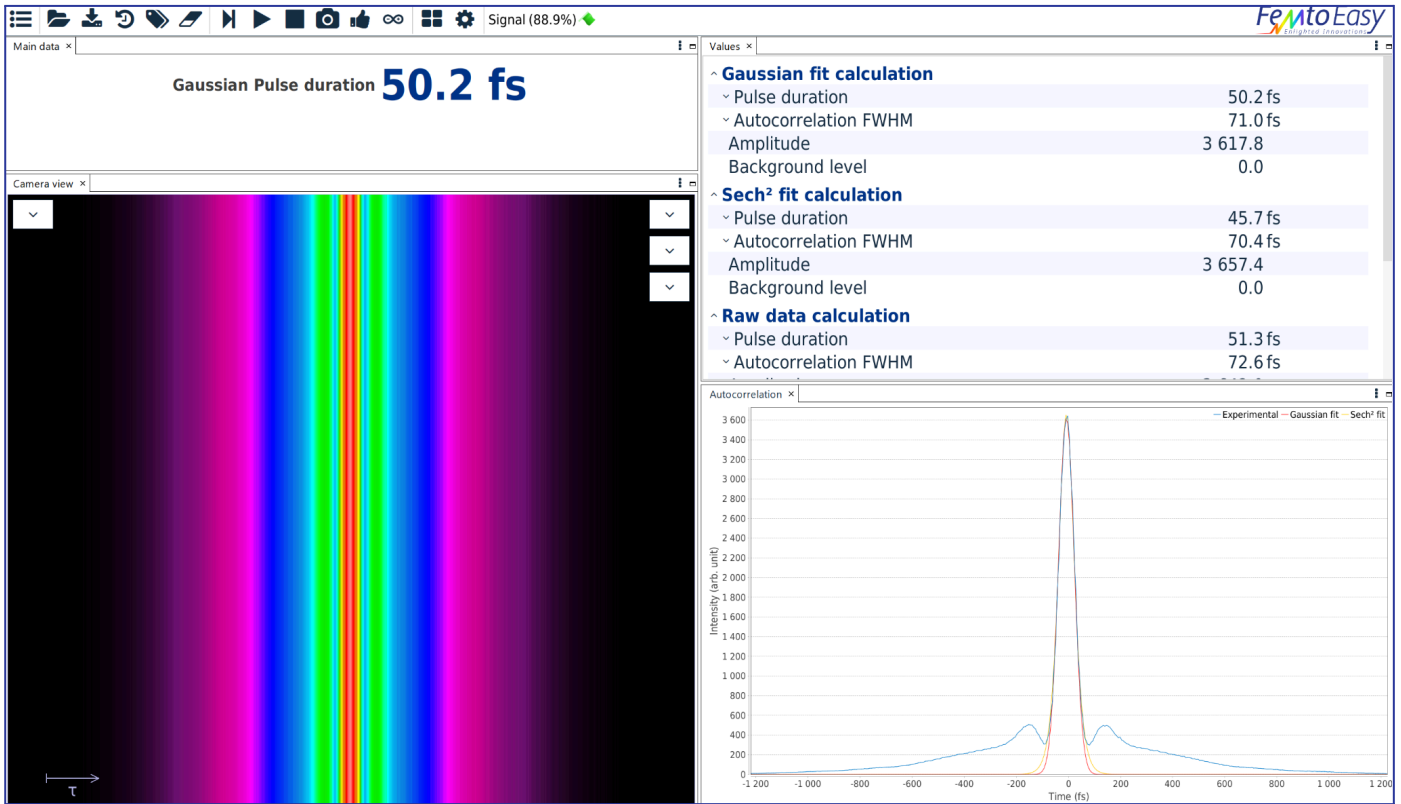 Signal (88.9%)
FemtoEasy
Enlighted Innovations
Main data ×
Gaussian Pulse duration 50.2 fs
Camera view ×
τ
Values ×
Gaussian fit calculation
Pulse duration 50.2 fs
Autocorrelation FWHM 71.0 fs
Amplitude 3 617.8
Background level 0.0
Sech² fit calculation
Pulse duration 45.7 fs
Autocorrelation FWHM 70.4 fs
Amplitude 3 657.4
Background level 0.0
Raw data calculation
Pulse duration 51.3 fs
Autocorrelation FWHM 72.6 fs
Autocorrelation ×
Experimental Gaussian fit Sech² fit
Intensity (arb. unit)
3 600
3 400
3 200
3 000
2 800
2 600
2 400
2 200
2 000
1 800
1 600
1 400
1 200
1 000
800
600
400
200
0
-1 200 -1 000 -800 -600 -400 -200 0 200 400 600 800 1 000 1 200
Time (fs)